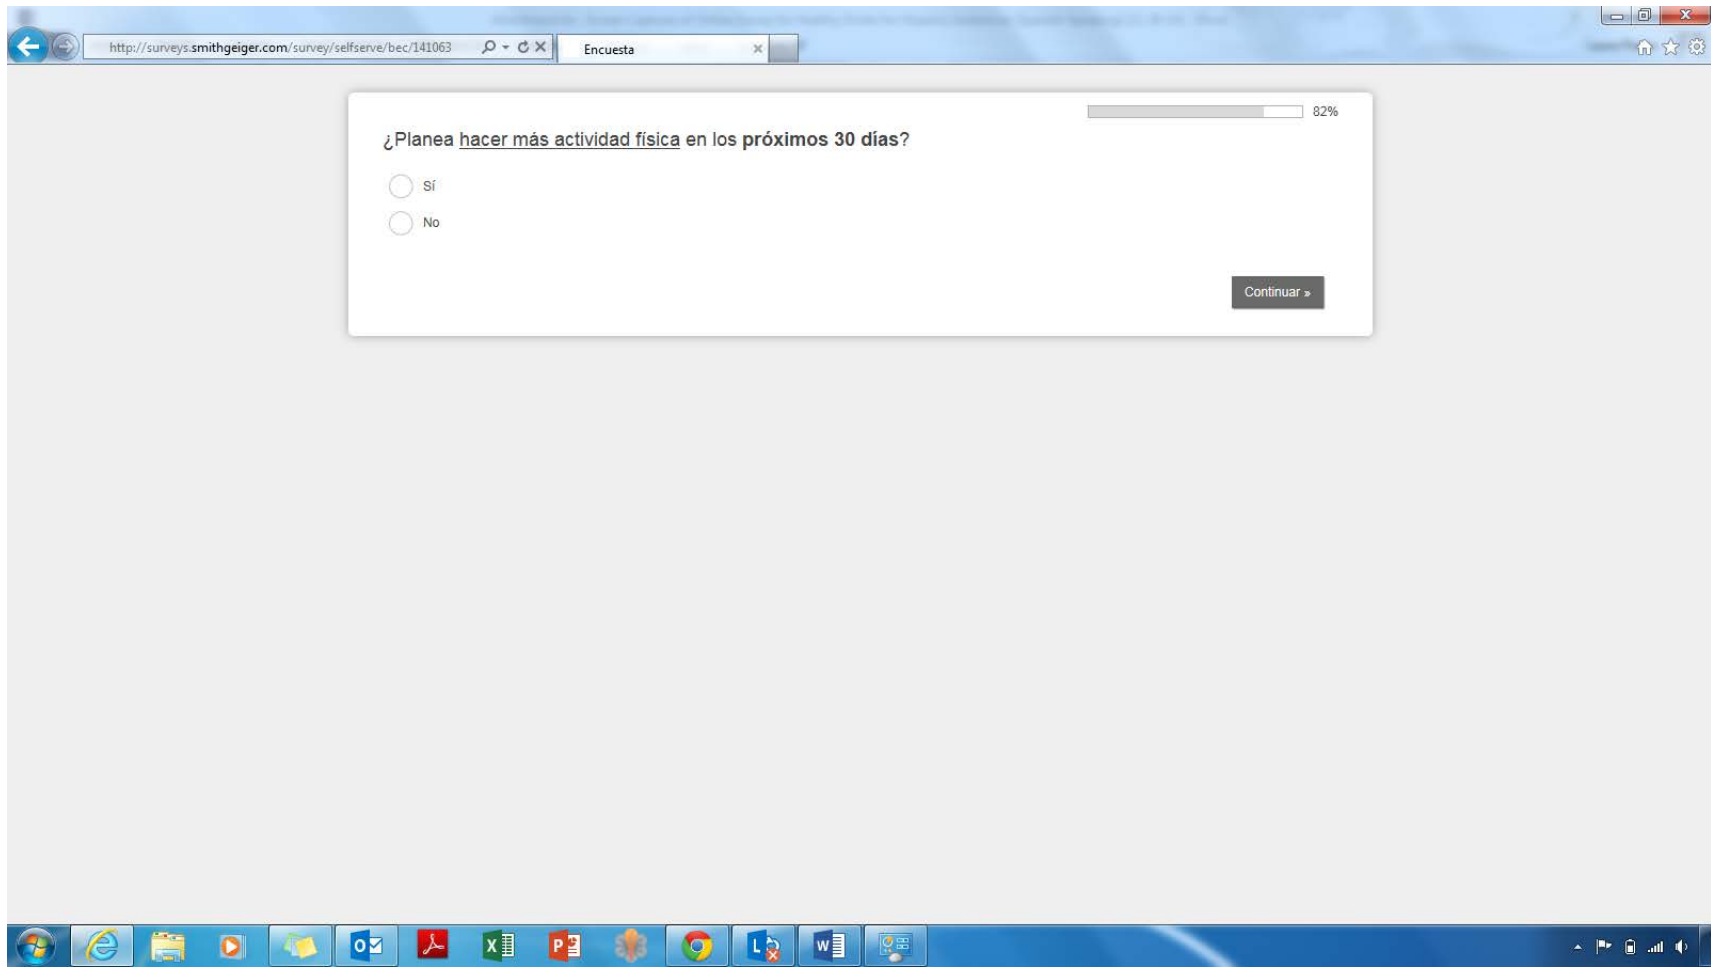 http://surveys.smithgeiger.com/survey/selfserve/bec/141063
Encuesta
82%
¿Planea hacer más actividad física en los próximos 30 días?
Sí
No
Continuar »